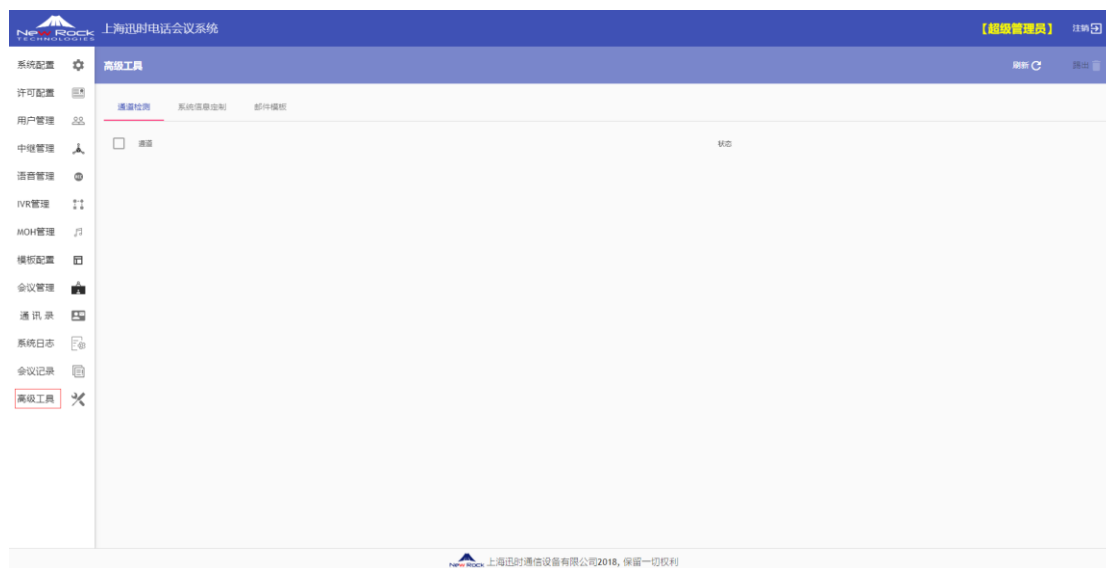 New Rock 上海迅时电话会议系统 【超级管理员】 注销
TECHNOLOGIES
系统配置
许可配置
用户管理
中继管理
语音管理
IVR管理
MOH管理
模板配置
会议管理
通 讯 录
系统日志
会议记录
高级工具
高级工具 刷新 踢出
通道检测 系统信息定制 邮件模板
通道 状态
New Rock 上海迅时通信设备有限公司2018, 保留一切权利